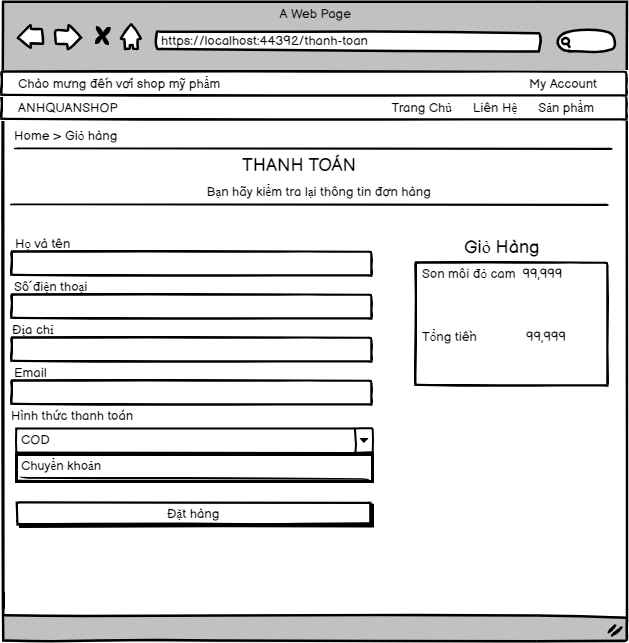 A Web Page
https://localhost:44392/thanh-toan
Chào mưng đến vơí shop mỹ phẩm
My Account
ANHQUANSHOP
Trang Chủ Liên Hệ Sản phẩm
Home > Giỏ hàng
THANH TOÁN
Bạn hãy kiểm tra lại thông tin đơn hàng
Họ và tên
Số điện thoại
Địa chỉ
Email
Hình thức thanh toán
COD
Chuyển khoản
Đặt hàng
Giỏ Hàng
Son môi đỏ cam 99,999
Tổng tiền 99,999